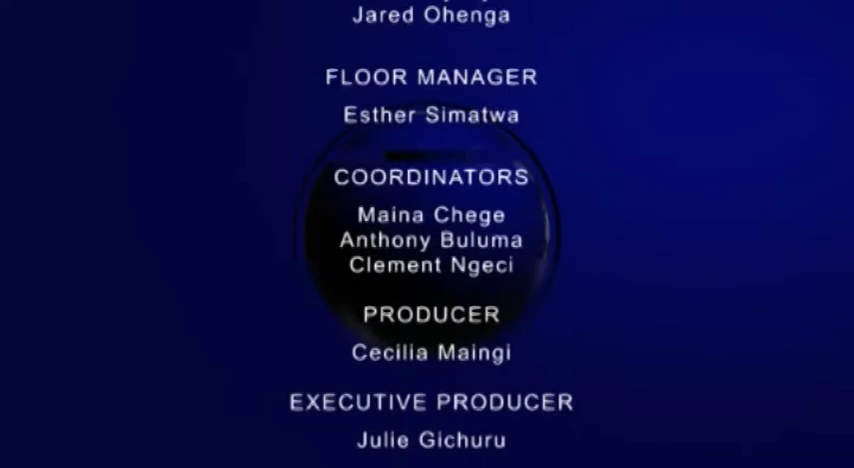 Jared Ohenga
FLOOR MANAGER
Esther Simatwa
COORDINATORS
Maina Chege
Anthony Buluma
Clement Ngeci
PRODUCER
Cecilia Maingi
EXECUTIVE PRODUCER
Julie Gichuru